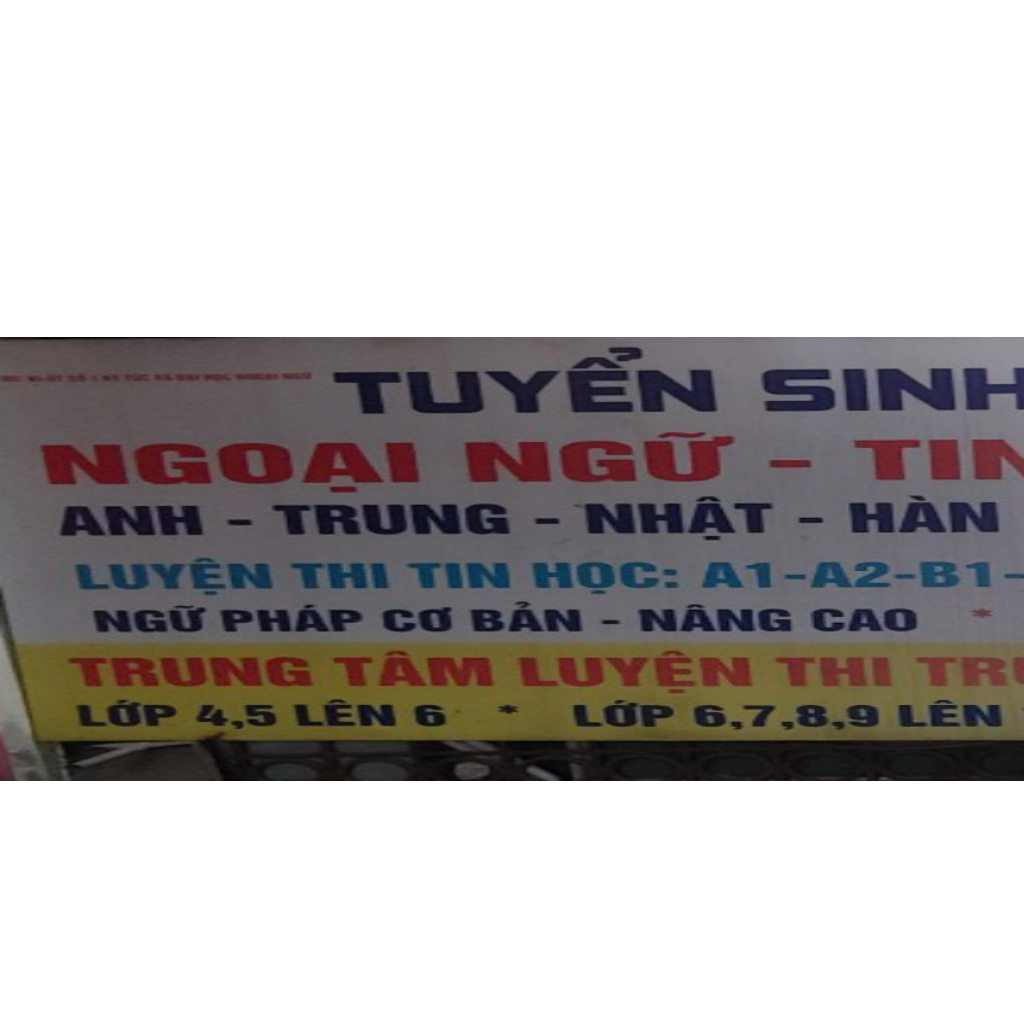 TUYỂN SINH
NGOẠI NGỮ - TIN
ANH - TRUNG - NHẬT - HÀN
LUYỆN THI TIN HỌC: A1-A2-B1-
NGỮ PHÁP CƠ BẢN - NÂNG CAO *
TRUNG TÂM LUYỆN THI
LỚP 4,5 LÊN 6 * LỚP 6,7,8,9 LÊN